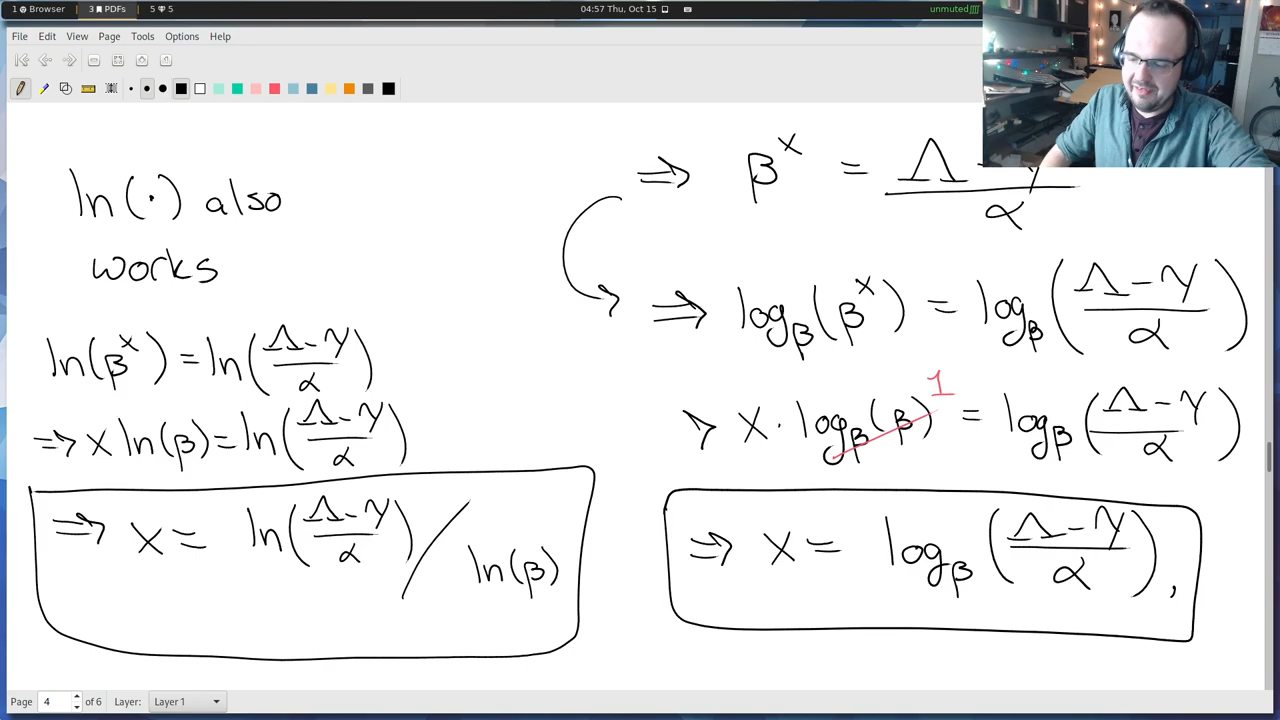 1 Browser 3 PDFs 5 5 04:57 Thu, Oct 15 unmuted
File Edit View Page Tools Options Help
ln(·) also
works
ln(β^x) = ln((Λ-γ)/α)
⇒ x ln(β) = ln((Λ-γ)/α)
⇒ x = ln((Λ-γ)/α) / ln(β)
⇒ β^x = (Λ-γ)/α
⇒ log_β(β^x) = log_β((Λ-γ)/α)
> x · log_β(β) 1 = log_β((Λ-γ)/α)
⇒ x = log_β((Λ-γ)/α),
Page 4 of 6 Layer: Layer 1